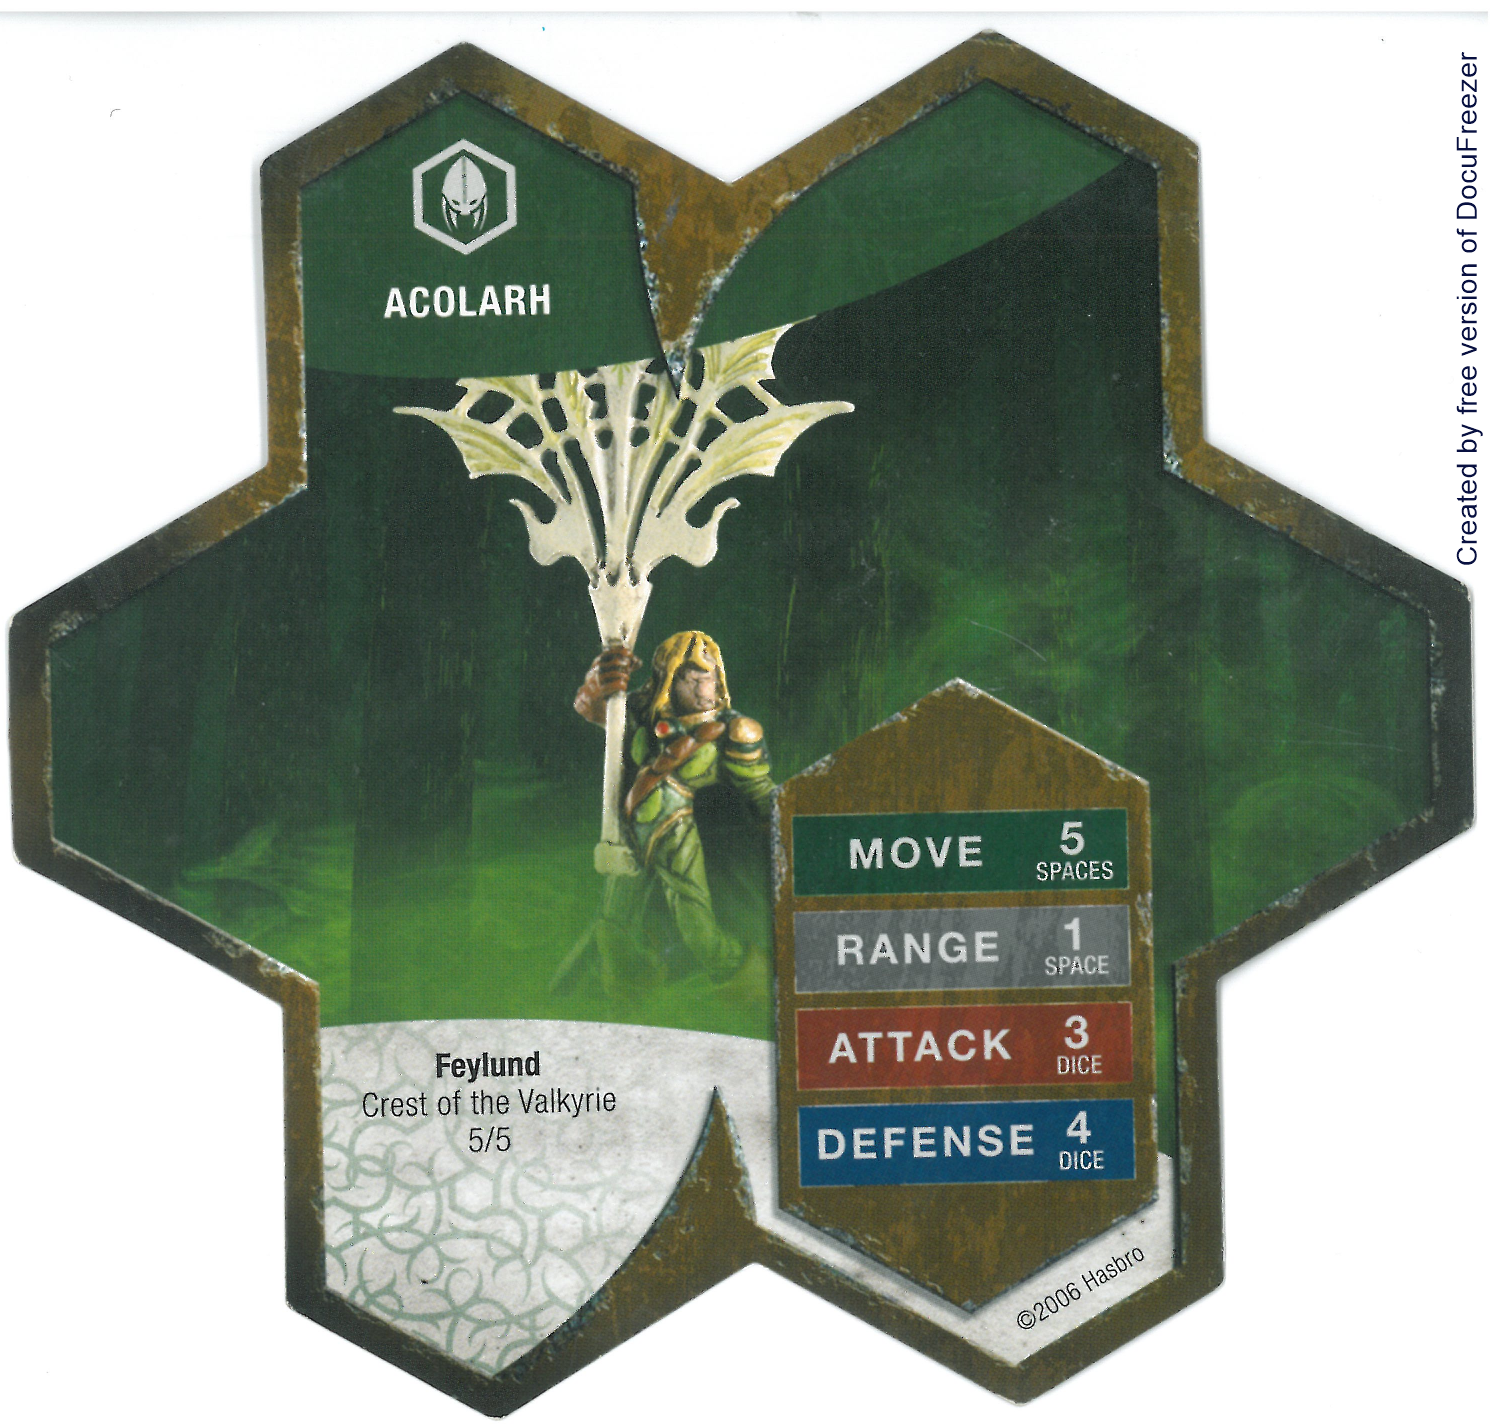 ACOLARH
MOVE 5 SPACES
RANGE 1 SPACE
ATTACK 3 DICE
DEFENSE 4 DICE
Feylund
Crest of the Valkyrie
5/5
©2006 Hasbro
Created by free version of DocuFreezer